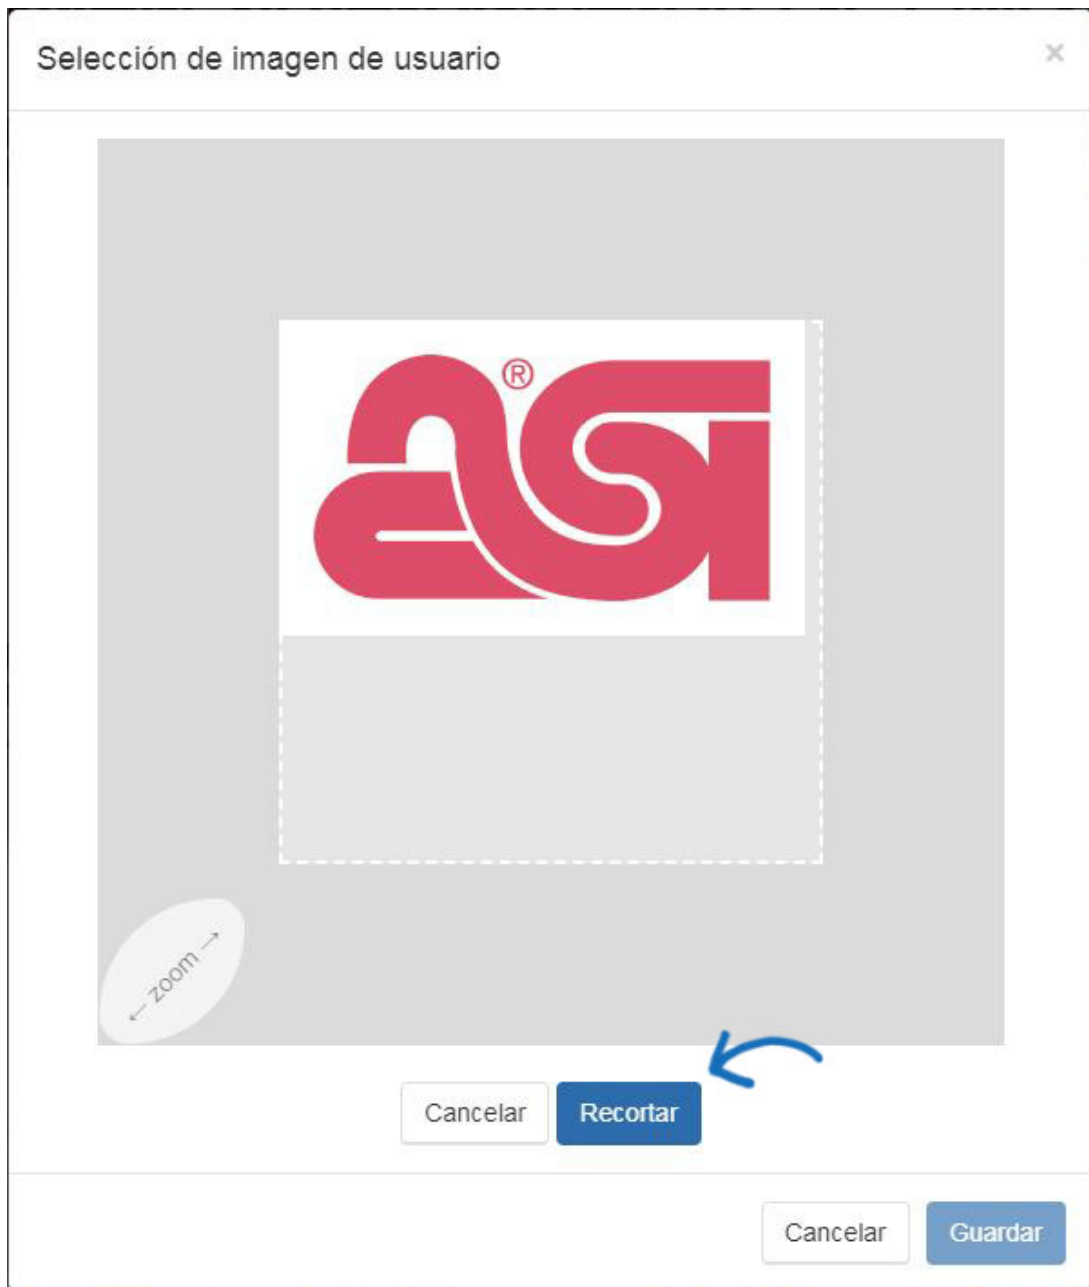 Selección de imagen de usuario ×
asi®
← zoom →
Cancelar Recortar
Cancelar Guardar